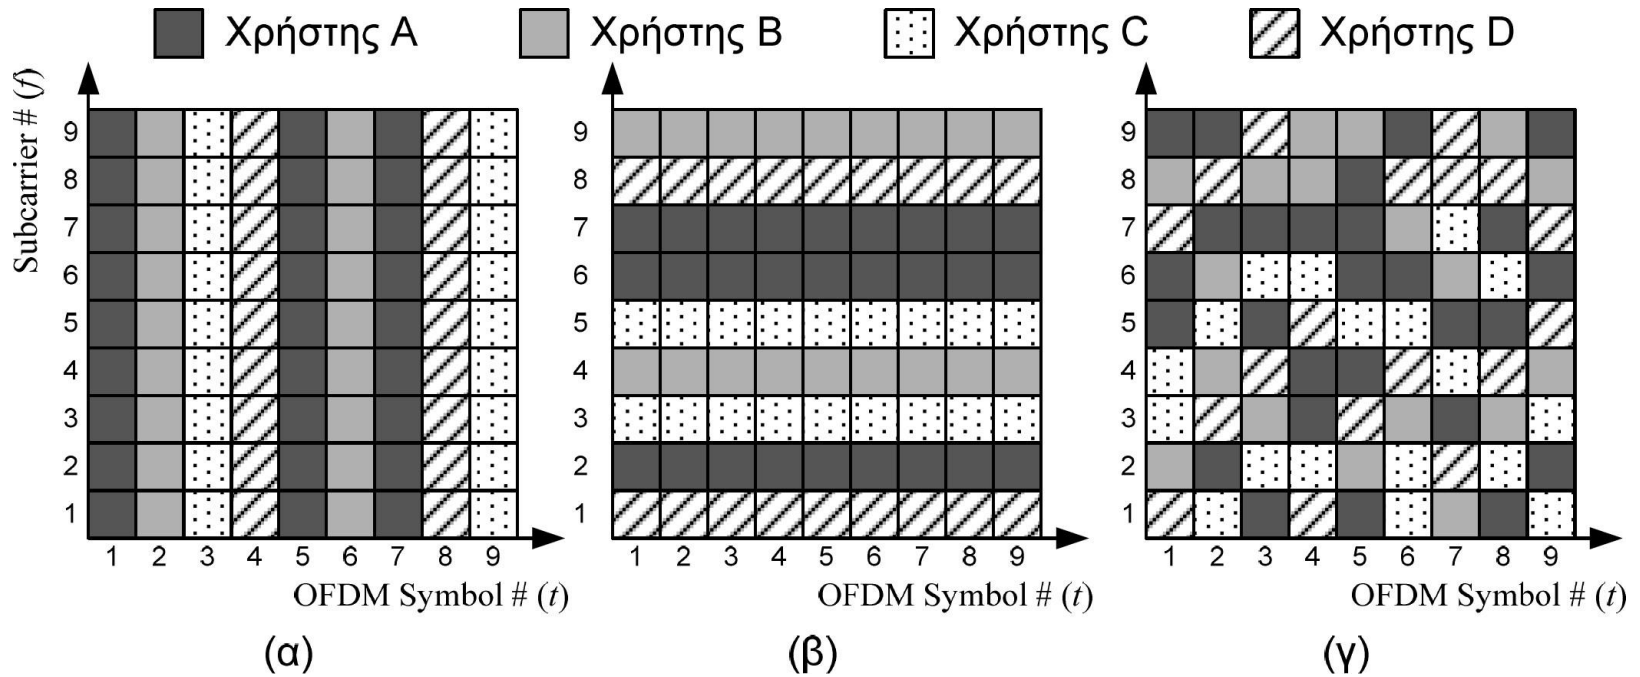 Χρήστης A Χρήστης B Χρήστης C Χρήστης D
Subcarrier # (f)
9 9 9
8 8 8
7 7 7
6 6 6
5 5 5
4 4 4
3 3 3
2 2 2
1 1 1
1 2 3 4 5 6 7 8 9 1 2 3 4 5 6 7 8 9 1 2 3 4 5 6 7 8 9
OFDM Symbol # (t) OFDM Symbol # (t) OFDM Symbol # (t)
(α) (β) (γ)